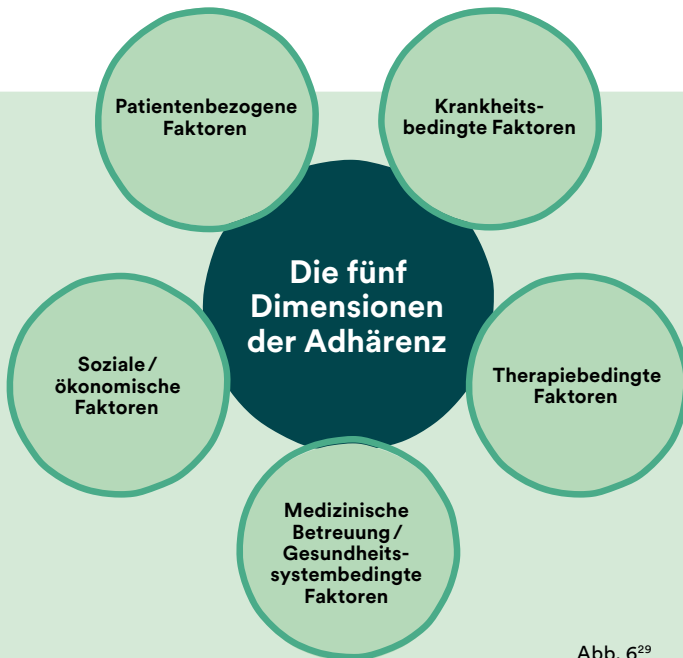 Patientenbezogene
Faktoren
Krankheits-
bedingte Faktoren
Die fünf
Dimensionen
der Adhärenz
Soziale /
ökonomische
Faktoren
Therapiebedingte
Faktoren
Medizinische
Betreuung /
Gesundheits-
systembedingte
Faktoren
Abb. 6²⁹